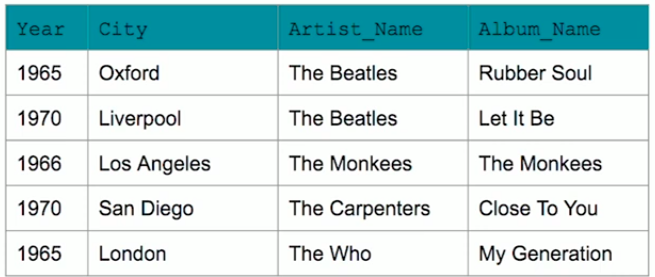 Year City Artist_Name Album_Name
1965 Oxford The Beatles Rubber Soul
1970 Liverpool The Beatles Let It Be
1966 Los Angeles The Monkees The Monkees
1970 San Diego The Carpenters Close To You
1965 London The Who My Generation